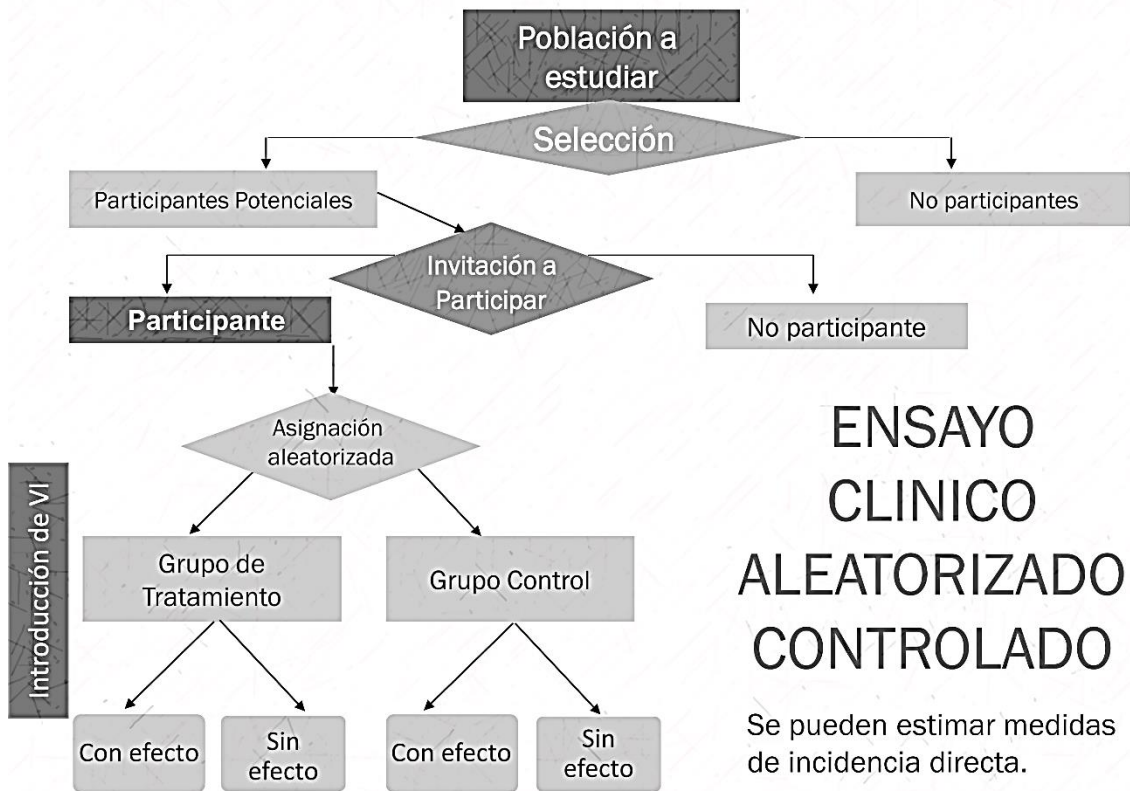 Población a
estudiar
Selección
Participantes Potenciales
No participantes
Invitación a
Participar
Participante
No participante
Asignación
aleatorizada
Introducción de VI
Grupo de
Tratamiento
Grupo Control
Con efecto
Sin
efecto
Con efecto
Sin
efecto
ENSAYO
CLINICO
ALEATORIZADO
CONTROLADO
Se pueden estimar medidas
de incidencia directa.